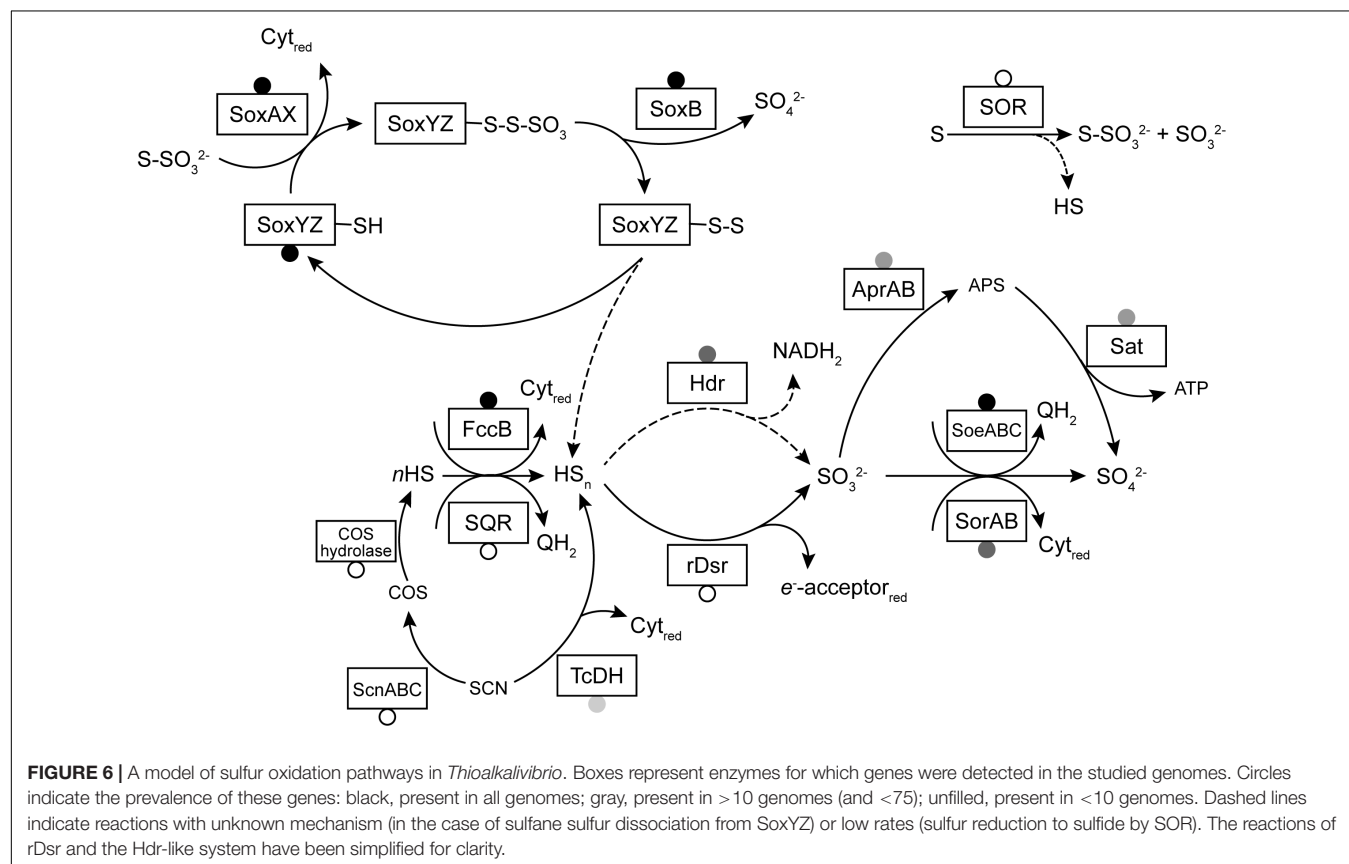 Cytred
SoxAX
SoxYZ
S-S-SO3
SoxB
SO4^2-
S-SO3^2-
SoxYZ
SH
SoxYZ
S-S
SOR
S
S-SO3^2- + SO3^2-
HS
AprAB
APS
Sat
ATP
NADH2
Hdr
Cytred
FccB
nHS
HSn
SQR
QH2
COS
hydrolase
COS
ScnABC
SCN
TcDH
Cytred
rDsr
e^- -acceptorred
SO3^2-
SoeABC
QH2
SO4^2-
SorAB
Cytred
FIGURE 6 | A model of sulfur oxidation pathways in Thioalkalivibrio. Boxes represent enzymes for which genes were detected in the studied genomes. Circles
indicate the prevalence of these genes: black, present in all genomes; gray, present in >10 genomes (and <75); unfilled, present in <10 genomes. Dashed lines
indicate reactions with unknown mechanism (in the case of sulfane sulfur dissociation from SoxYZ) or low rates (sulfur reduction to sulfide by SOR). The reactions of
rDsr and the Hdr-like system have been simplified for clarity.